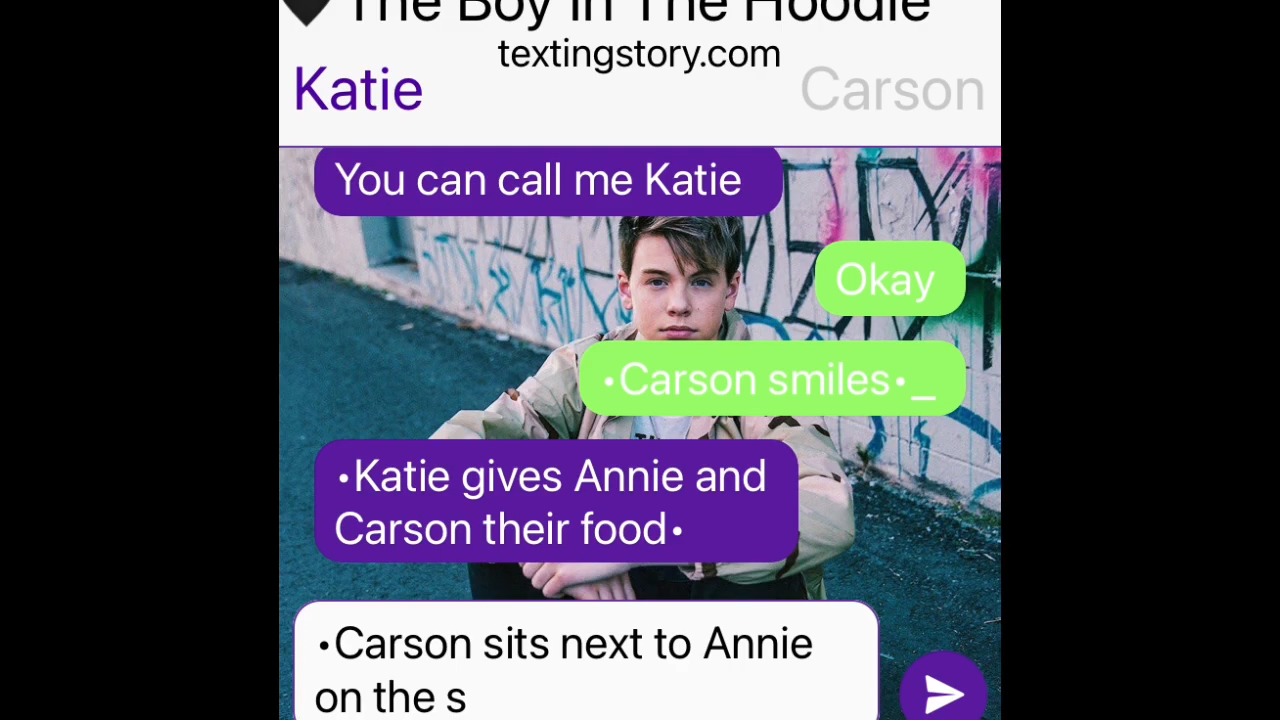 The Boy In The Hoodie
textingstory.com
Katie
Carson
You can call me Katie
Okay
•Carson smiles•_
•Katie gives Annie and
Carson their food•
•Carson sits next to Annie
on the s